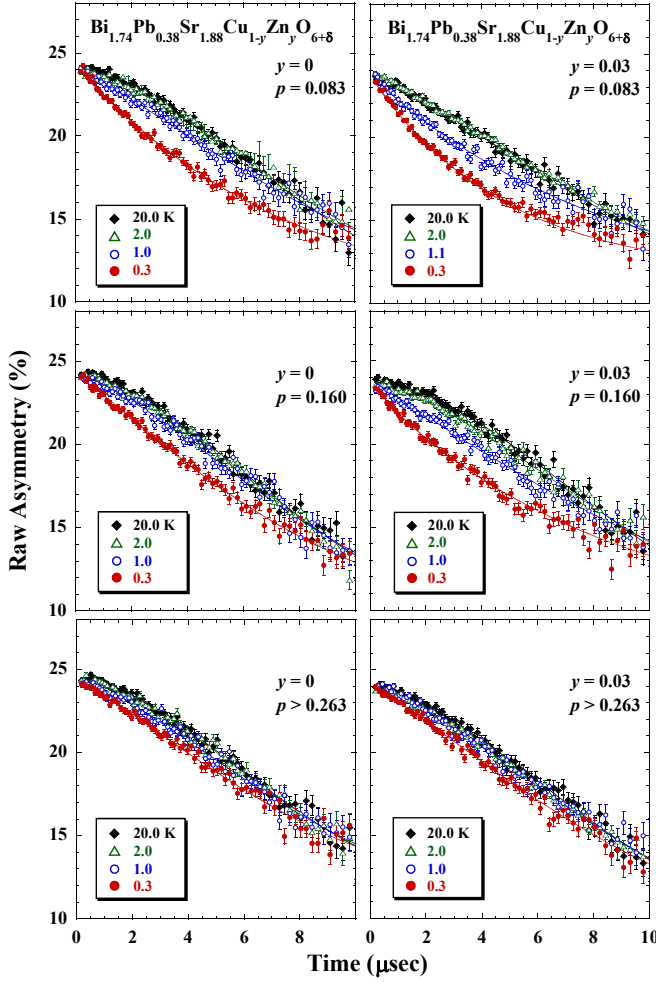 Bi1.74Pb0.38Sr1.88Cu1-yZnyO6+δ
y = 0
p = 0.083
25
20
15
10
20.0 K
2.0
1.0
0.3
Bi1.74Pb0.38Sr1.88Cu1-yZnyO6+δ
y = 0.03
p = 0.083
20.0 K
2.0
1.1
0.3
Raw Asymmetry (%)
y = 0
p = 0.160
25
20
15
10
20.0 K
2.0
1.0
0.3
y = 0.03
p = 0.160
20.0 K
2.0
1.0
0.3
y = 0
p > 0.263
25
20
15
10
20.0 K
2.0
1.0
0.3
y = 0.03
p > 0.263
20.0 K
2.0
1.0
0.3
0 2 4 6 8 0 2 4 6 8 10
Time (μsec)